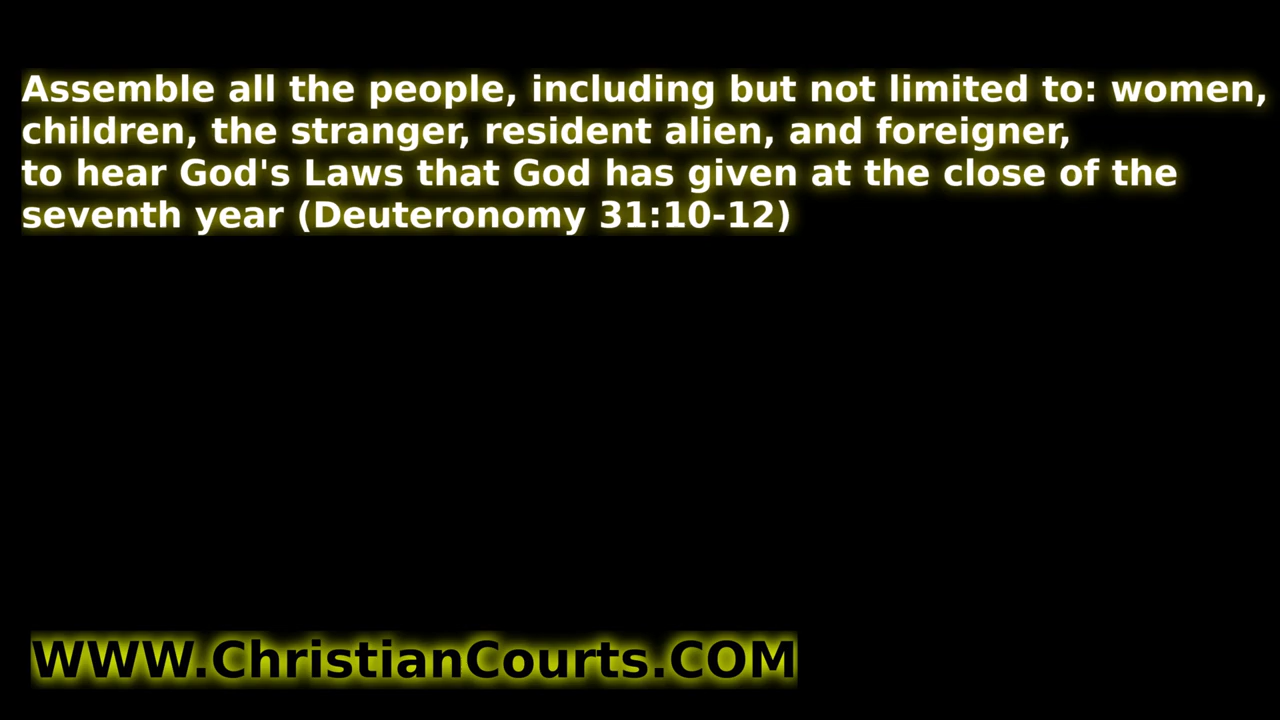 Assemble all the people, including but not limited to: women,
children, the stranger, resident alien, and foreigner,
to hear God's Laws that God has given at the close of the
seventh year (Deuteronomy 31:10-12)
WWW.ChristianCourts.COM